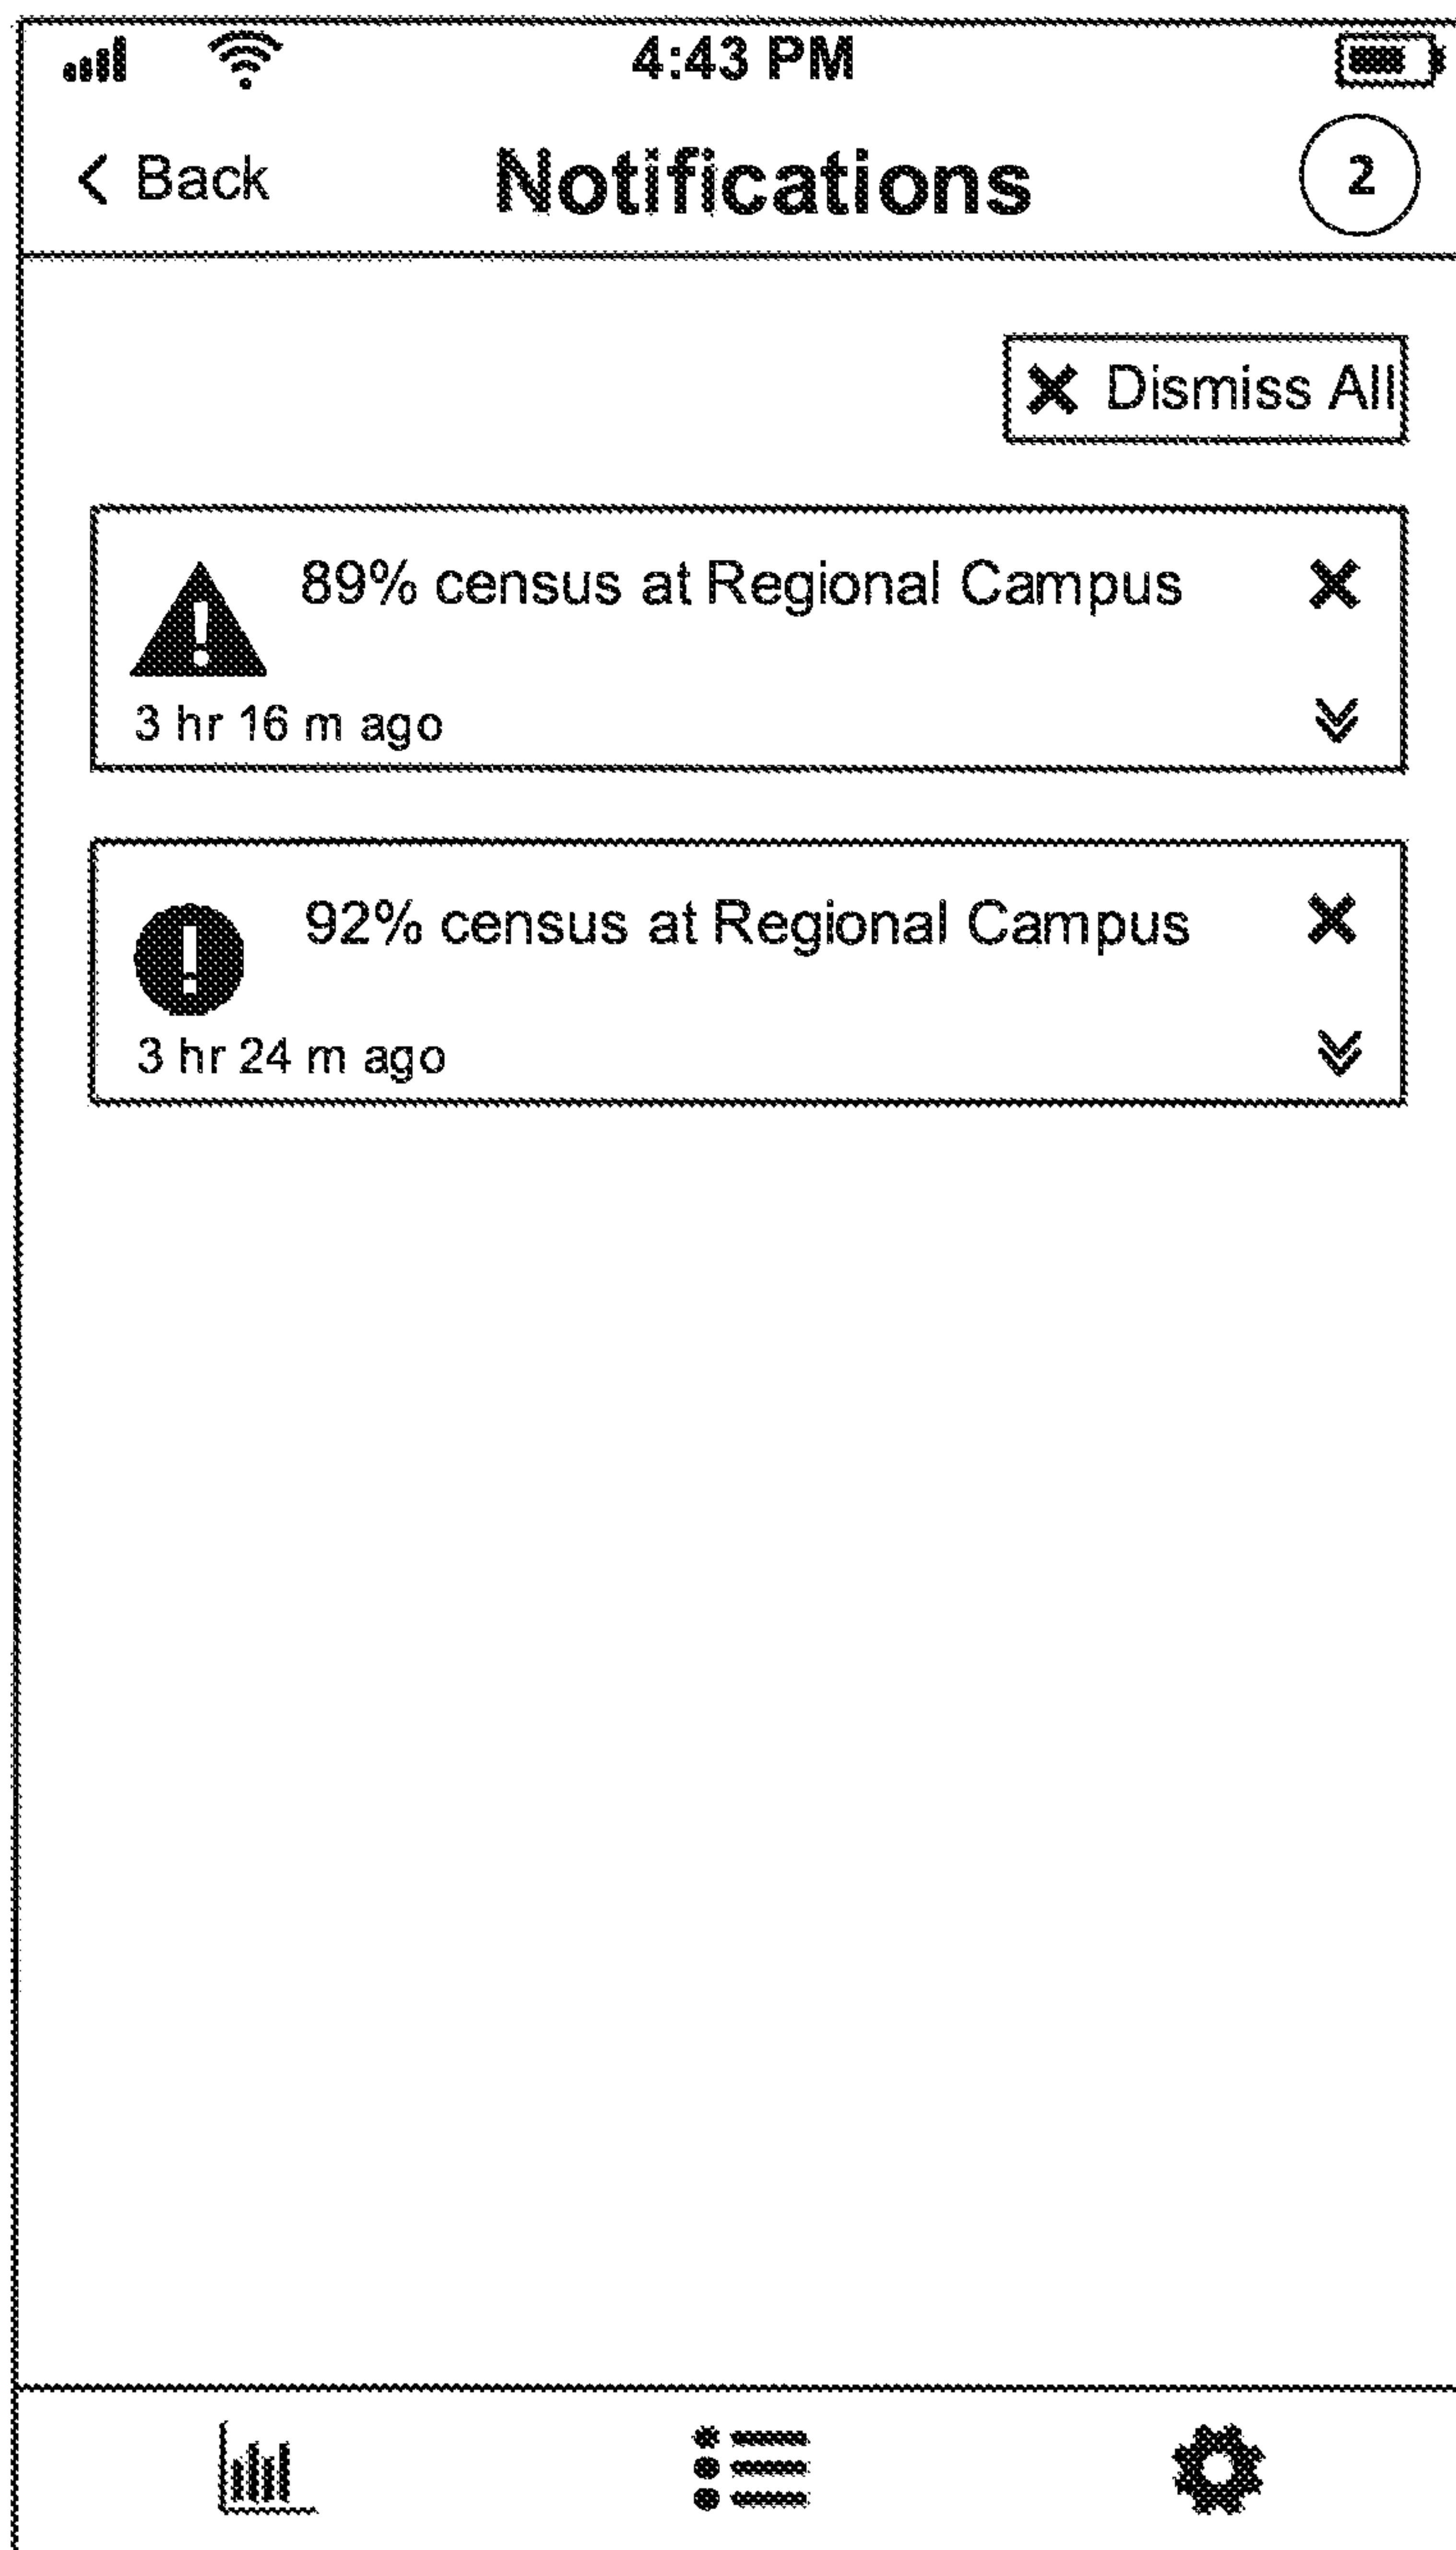 4:43 PM
< Back Notifications 2
Dismiss All
89% census at Regional Campus
3 hr 16 m ago
92% census at Regional Campus
3 hr 24 m ago